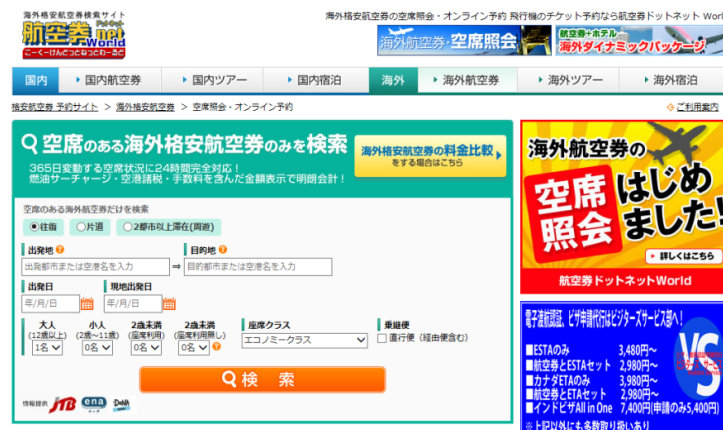 海外格安航空券検索サイト
航空券.net
World
こーくーけんどっとねっとわーるど
海外格安航空券の空席照会・オンライン予約 飛行機のチケット予約なら航空券ドットネット Worl
海外航空券・空席照会
航空券+ホテル
海外ダイナミックパッケージ
国内
国内航空券
国内ツアー
国内宿泊
海外
海外航空券
海外ツアー
海外宿泊
格安航空券 予約サイト > 海外格安航空券 > 空席照会・オンライン予約
ご利用案内
空席のある海外格安航空券のみを検索
365日変動する空席状況に24時間完全対応！
燃油サーチャージ・空港諸税・手数料を含んだ金額表示で明朗会計！
海外格安航空券の料金比較
をする場合はこちら
空席のある海外航空券だけを検索
往復
片道
2都市以上滞在(周遊)
出発地
目的地
出発都市または空港名を入力
⇒
目的都市または空港名を入力
出発日
現地出発日
年/月/日
年/月/日
大人
(12歳以上)
1名
小人
(2歳～11歳)
0名
2歳未満
(座席利用)
0名
2歳未満
(座席利用無し)
0名
座席クラス
エコノミークラス
乗継便
直行便（経由便含む）
検 索
情報提供
JTB
ena
イーナ
DeNA
海外航空券の
空席
照会
はじめ
ました!
詳しくはこちら
航空券ドットネットWorld
電子渡航認証、ビザ申請代行はビジターズサービス部へ！
■ESTAのみ 3,480円～
■航空券とESTAセット 2,980円～
■カナダETAのみ 3,980円～
■航空券とETAセット 2,980円～
■インドビザAll in One 7,400円(申請のみ5,400円)
※上記以外にも多数取り扱いあり
VS